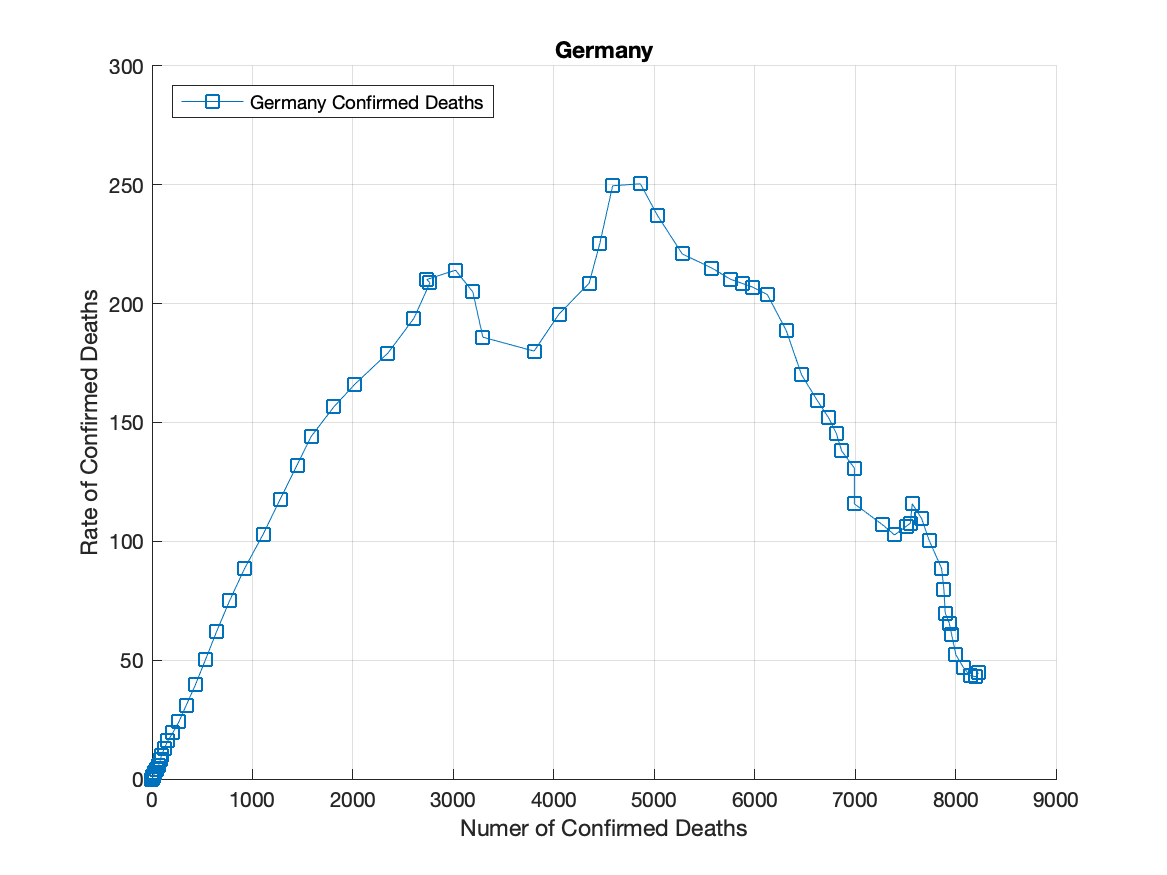 Germany
300
Germany Confirmed Deaths
250
200
150
100
50
0
Rate of Confirmed Deaths
0 1000 2000 3000 4000 5000 6000 7000 8000 9000
Numer of Confirmed Deaths